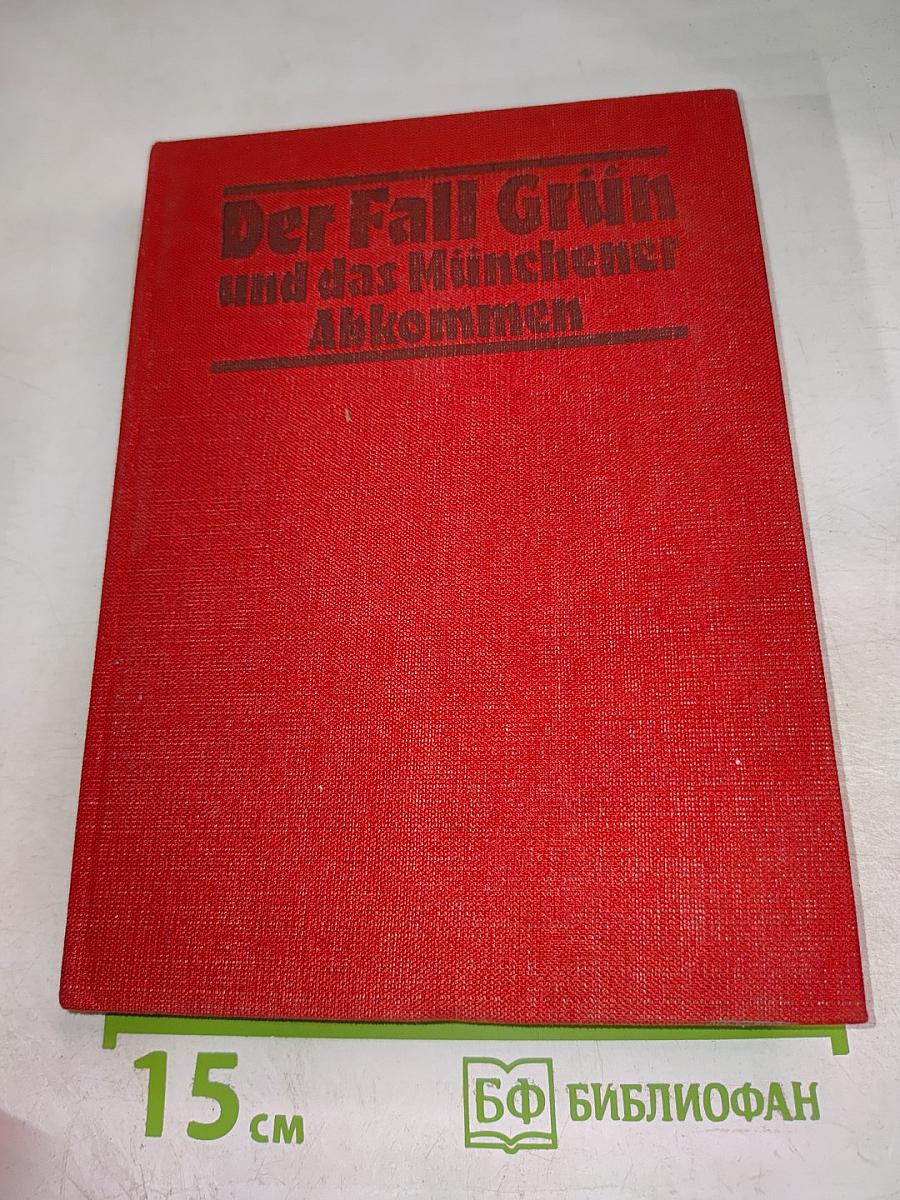 Der Fall Grün
und das Münchener
Abkommen
15 см
БФ БИБЛИОФАН